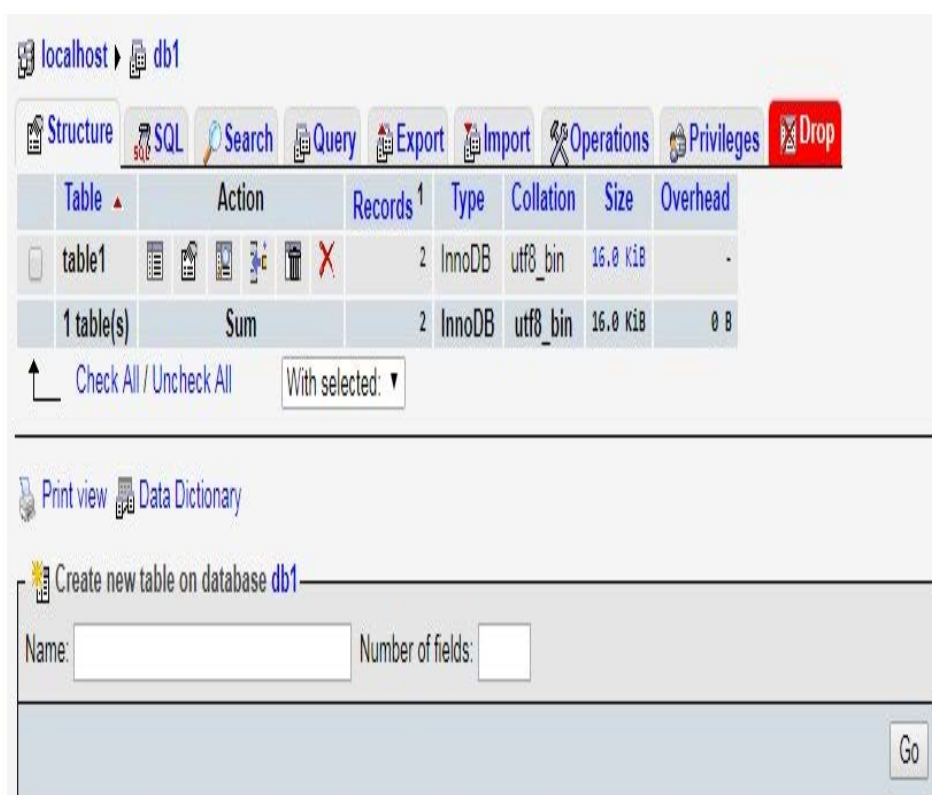 localhost db1
Structure SQL Search Query Export Import Operations Privileges Drop
Table Action Records 1 Type Collation Size Overhead
table1 2 InnoDB utf8_bin 16.0 KiB -
1 table(s) Sum 2 InnoDB utf8_bin 16.0 KiB 0 B
Check All / Uncheck All With selected:
Print view Data Dictionary
Create new table on database db1
Name: Number of fields:
Go